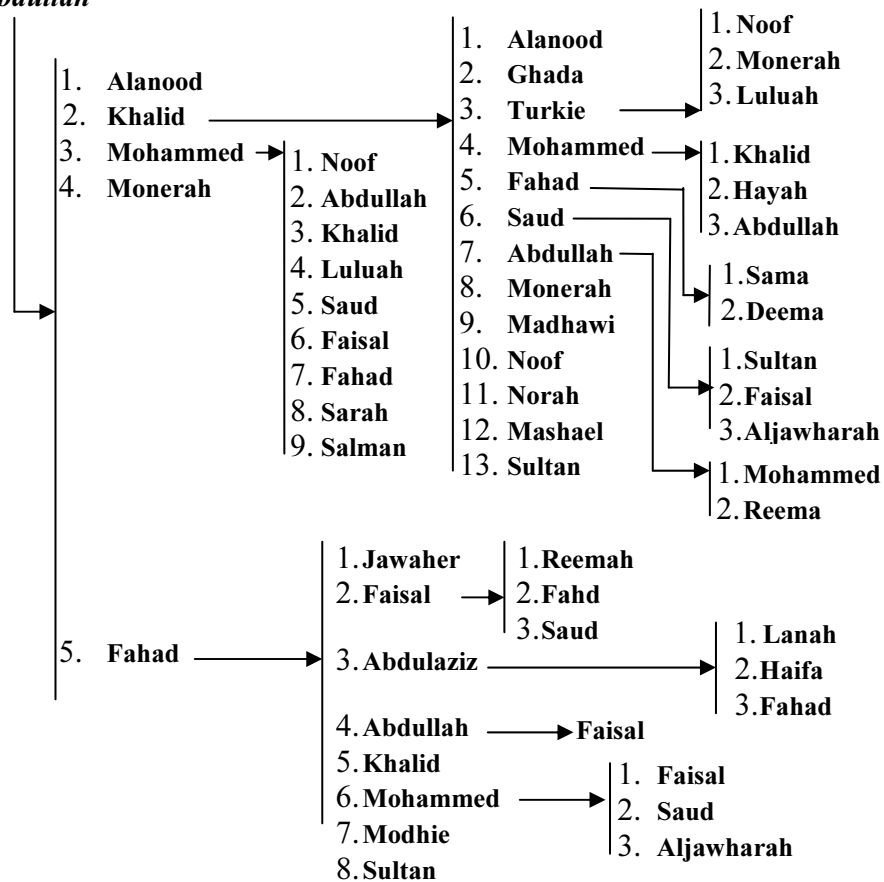 1. Alanood
2. Khalid
3. Mohammed
4. Monerah
1. Noof
2. Abdullah
3. Khalid
4. Luluah
5. Saud
6. Faisal
7. Fahad
8. Sarah
9. Salman
1. Alanood
2. Ghada
3. Turkie
4. Mohammed
5. Fahad
6. Saud
7. Abdullah
8. Monerah
9. Madhawi
10. Noof
11. Norah
12. Mashael
13. Sultan
1. Noof
2. Monerah
3. Luluah
1. Khalid
2. Hayah
3. Abdullah
1. Sama
2. Deema
1. Sultan
2. Faisal
3. Aljawharah
1. Mohammed
2. Reema
5. Fahad
1. Jawaher
2. Faisal
3. Abdulaziz
4. Abdullah
5. Khalid
6. Mohammed
7. Modhie
8. Sultan
1. Reemah
2. Fahd
3. Saud
1. Lanah
2. Haifa
3. Fahad
Faisal
1. Faisal
2. Saud
3. Aljawharah